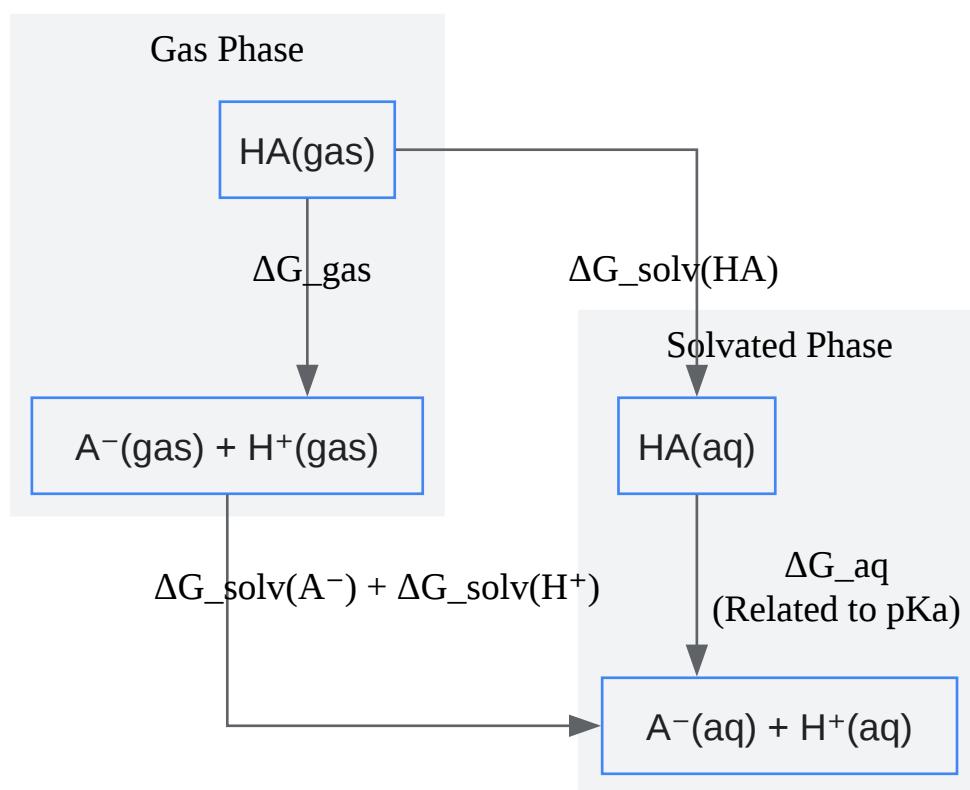 Gas Phase
HA(gas)
ΔG_gas
ΔG_solv(HA)
Solvated Phase
A⁻(gas) + H⁺(gas)
HA(aq)
ΔG_solv(A⁻) + ΔG_solv(H⁺)
ΔG_aq
(Related to pKa)
A⁻(aq) + H⁺(aq)